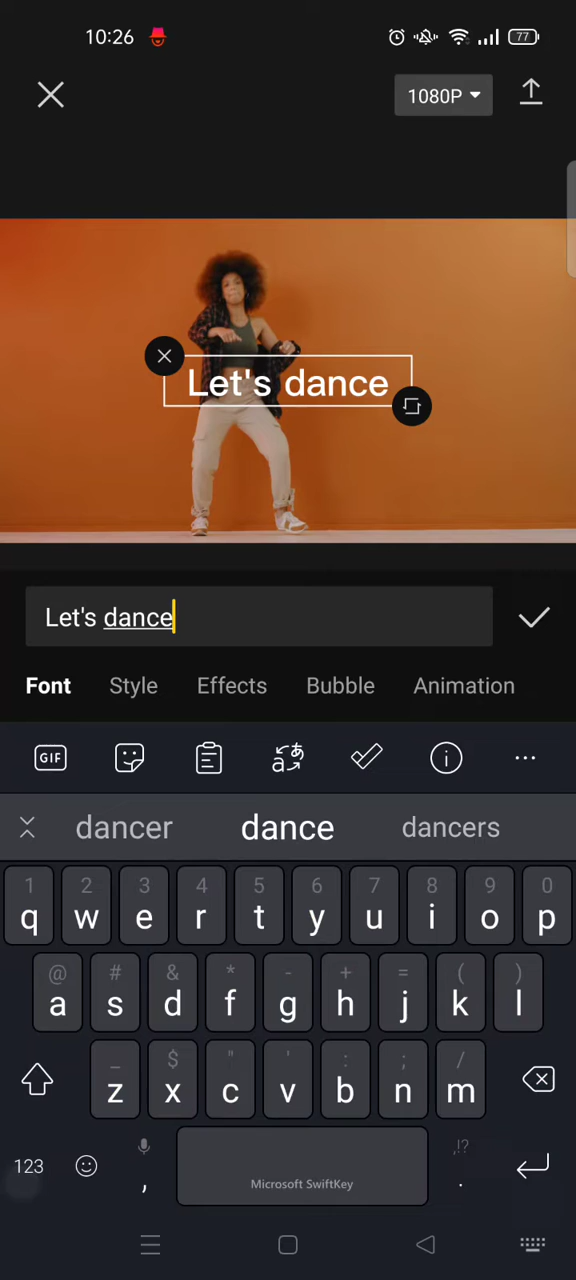 10:26
77
1080P
Let's dance
Let's dance
Font Style Effects Bubble Animation
GIF
dancer dance dancers
1 2 3 4 5 6 7 8 9 0
q w e r t y u i o p
@ # & * - + = ( )
a s d f g h j k l
_ $ " ' : ; /
z x c v b n m
123 , Microsoft SwiftKey ,!? .